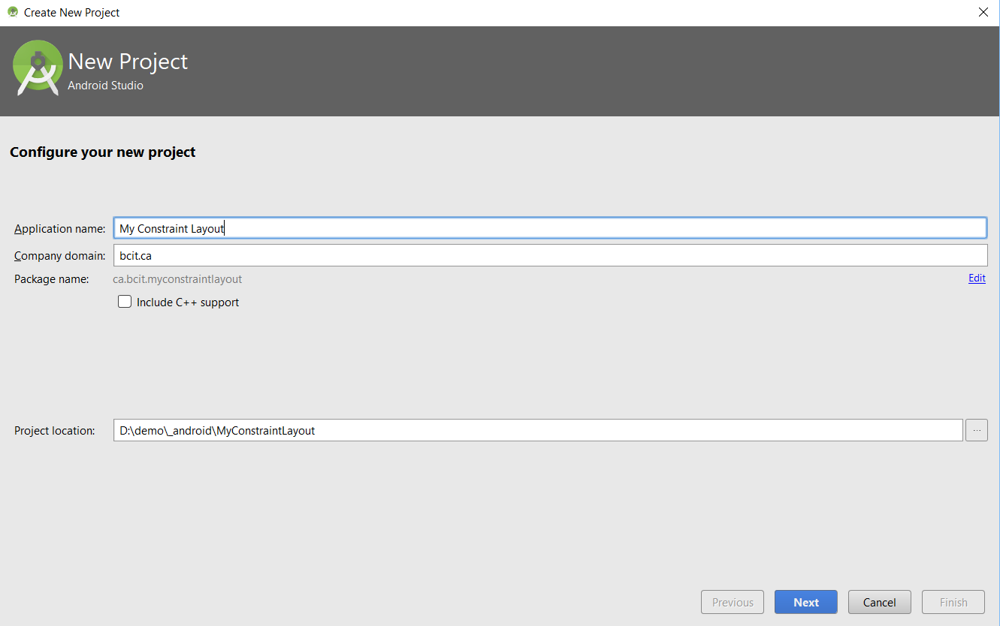 Create New Project
New Project
Android Studio
Configure your new project
Application name: My Constraint Layout
Company domain: bcit.ca
Package name: ca.bcit.myconstraintlayout Edit
Include C++ support
Project location: D:\demo\_android\MyConstraintLayout ...
Previous Next Cancel Finish